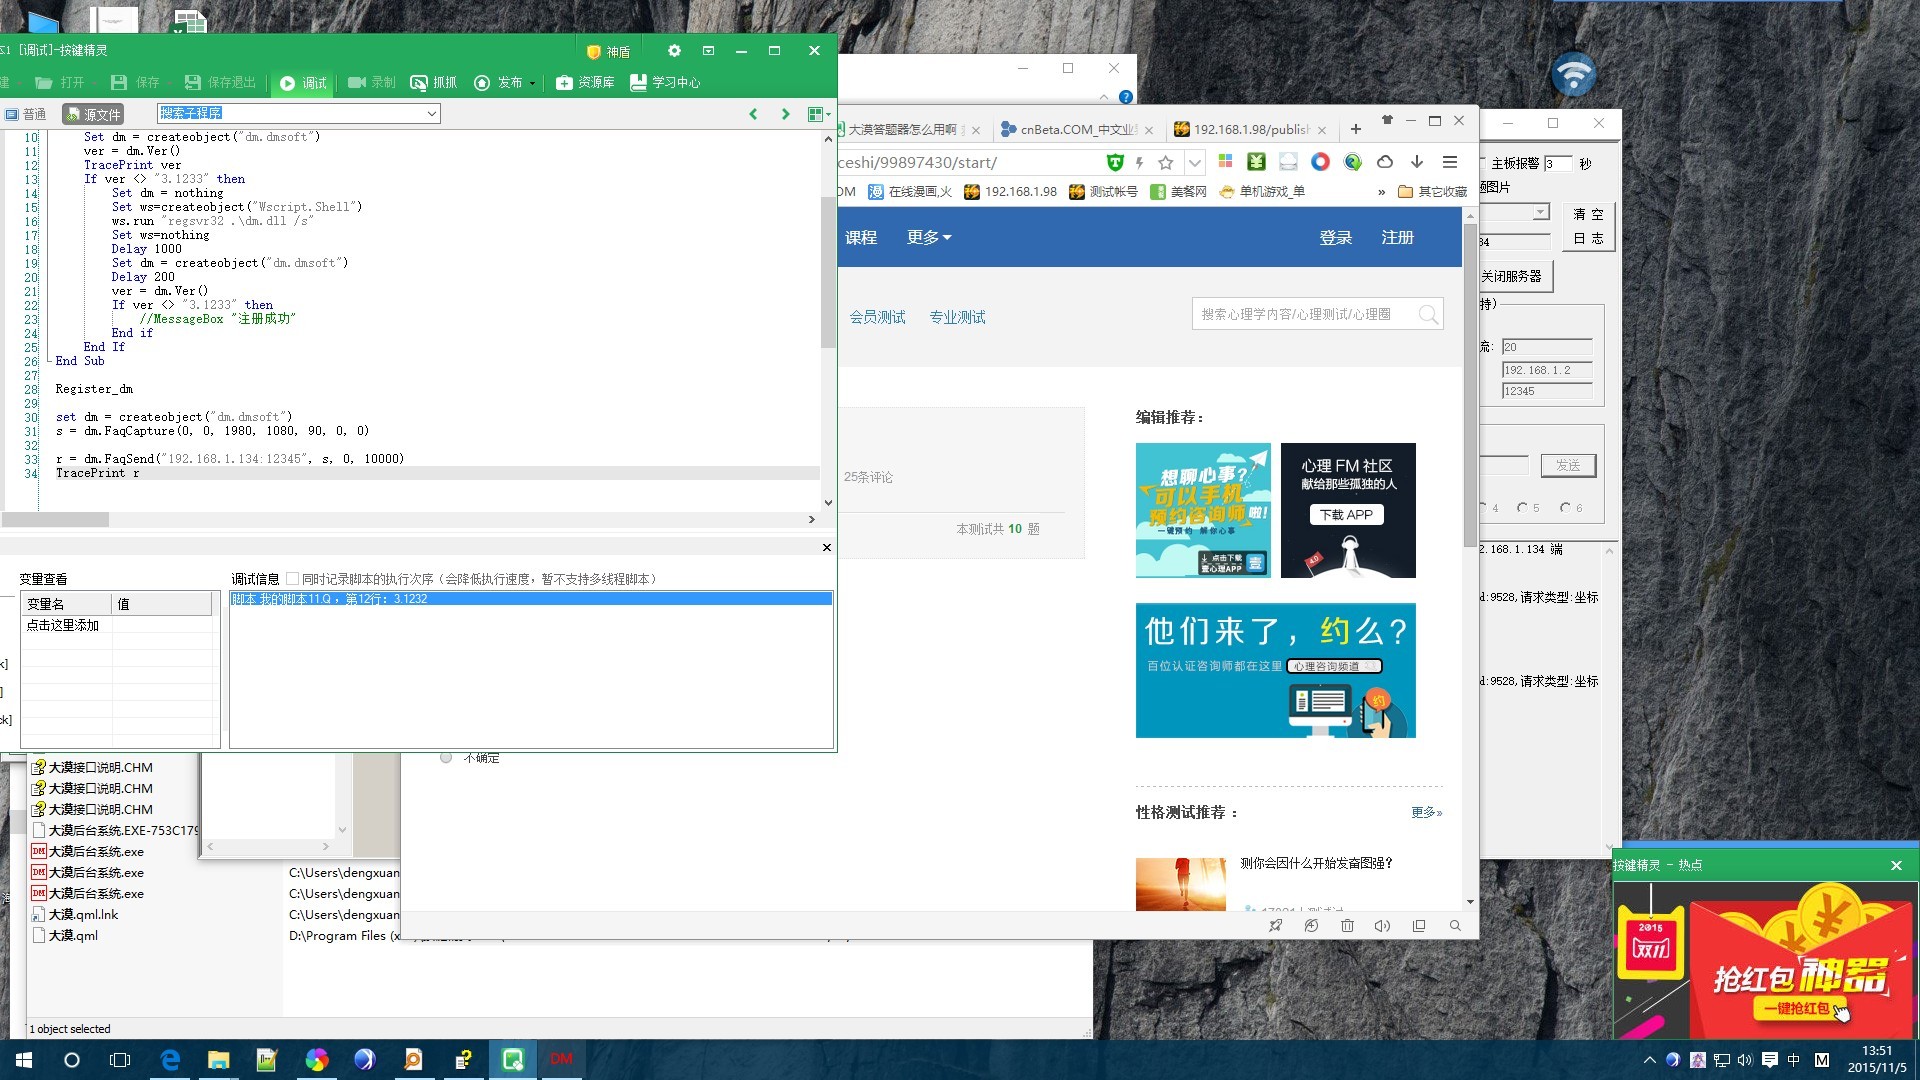 本1 [调试]-按键精灵
神盾
建
打开
保存
保存退出
调试
录制
抓抓
发布
资源库
学习中心
普通
源文件
搜索子程序
10 Set dm = createobject("dm.dmsoft")
11 ver = dm.Ver()
12 TracePrint ver
13 If ver <> "3.1233" then
14 Set dm = nothing
15 Set ws=createobject("Wscript.Shell")
16 ws.run "regsvr32 .\dm.dll /s"
17 Set ws=nothing
18 Delay 1000
19 Set dm = createobject("dm.dmsoft")
20 Delay 200
21 ver = dm.Ver()
22 If ver <> "3.1233" then
23 //MessageBox "注册成功"
24 End if
25 End If
26 End Sub
27
28 Register_dm
29
30 set dm = createobject("dm.dmsoft")
31 s = dm.FaqCapture(0, 0, 1980, 1080, 90, 0, 0)
32
33 r = dm.FaqSend("192.168.1.134:12345", s, 0, 10000)
34 TracePrint r
变量查看
变量名 值
点击这里添加
调试信息 同时记录脚本的执行次序（会降低执行速度，暂不支持多线程脚本）
脚本 我的脚本11.Q ，第12行：3.1232
k]
]
ck]
大漠接口说明.CHM
大漠接口说明.CHM
大漠接口说明.CHM
大漠后台系统.EXE-753C179
大漠后台系统.exe
大漠后台系统.exe C:\Users\dengxuan
大漠后台系统.exe C:\Users\dengxuan
大漠.qml.lnk C:\Users\dengxuan
大漠.qml D:\Program Files (x
1 object selected
大漠答题器怎么用啊
cnBeta.COM_中文业
192.168.1.98/publish
ceshi/99897430/start/
OM
在线漫画,火
192.168.1.98
测试帐号
美餐网
单机游戏_单
»
其它收藏
课程
更多
登录
注册
会员测试
专业测试
搜索心理学内容/心理测试/心理圈
25条评论
本测试共 10 题
不确定
编辑推荐：
想聊心事?
可以手机
预约咨询师啦!
一键预约 解你心事
点击下载
壹心理APP
壹
心理 FM 社区
献给那些孤独的人
下载 APP
4.0
他们来了，约么?
百位认证咨询师都在这里
心理咨询频道
约
性格测试推荐 ：
更多»
测你会因什么开始发奋图强?
主板报警 3 秒
题图片
清 空
日 志
34
关闭服务器
持)
流: 20
192.168.1.2
12345
发送
4 5 6
2.168.1.134 端
d:9528,请求类型:坐标
d:9528,请求类型:坐标
按键精灵 - 热点
2015
双11
抢红包神器
一键抢红包
DM
中
M
13:51
2015/11/5